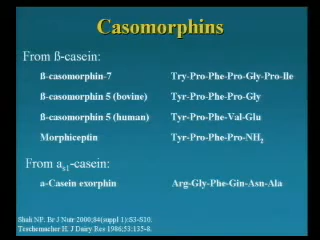 Casomorphins
From ß-casein:
ß-casomorphin-7 Try-Pro-Phe-Pro-Gly-Pro-Ile
ß-casomorphin 5 (bovine) Tyr-Pro-Phe-Pro-Gly
ß-casomorphin 5 (human) Tyr-Pro-Phe-Val-Glu
Morphiceptin Tyr-Pro-Phe-Pro-NH2
From as1-casein:
a-Casein exorphin Arg-Gly-Phe-Gin-Asn-Ala
Shah NP. Br J Nutr 2000;84(suppl 1):S3-S10.
Teschemacher H. J Dairy Res 1986;53:135-8.